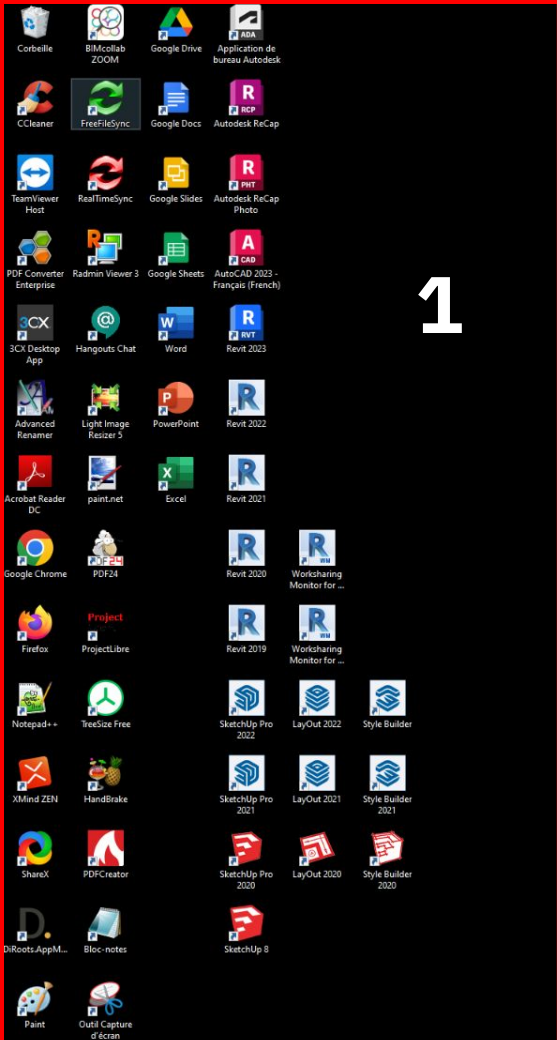 Corbeille
BIMcollab
ZOOM
Google Drive
Application de
bureau Autodesk
ADA
CCleaner
FreeFileSync
Google Docs
Autodesk ReCap
R
RCP
TeamViewer
Host
RealTimeSync
Google Slides
Autodesk ReCap
Photo
R
PHT
PDF Converter
Enterprise
Radmin Viewer 3
Google Sheets
AutoCAD 2023 -
Français (French)
A
CAD
1
3CX
3CX Desktop
App
@
Hangouts Chat
W
Word
R
RVT
Revit 2023
Advanced
Renamer
Light Image
Resizer 5
P
PowerPoint
R
Revit 2022
Acrobat Reader
DC
paint.net
X
Excel
R
Revit 2021
Google Chrome
PDF24
R
Revit 2020
R
Worksharing
Monitor for ...
Firefox
Project
ProjectLibre
R
Revit 2019
R
Worksharing
Monitor for ...
Notepad++
TreeSize Free
SketchUp Pro
2022
LayOut 2022
Style Builder
XMind ZEN
HandBrake
SketchUp Pro
2021
LayOut 2021
Style Builder
2021
ShareX
PDFCreator
SketchUp Pro
2020
LayOut 2020
Style Builder
2020
D.
DiRoots.AppM...
Bloc-notes
SketchUp 8
Paint
Outil Capture
d'écran